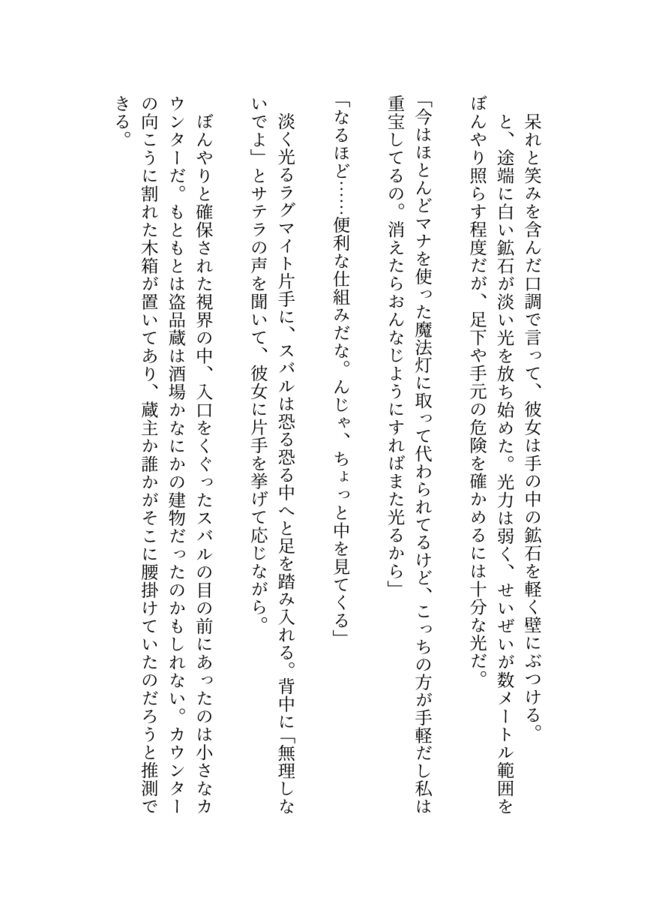 呆れと笑みを含んだ口調で言って、彼女は手の中の鉱石を軽く壁にぶつける。
　と、途端に白い鉱石が淡い光を放ち始めた。光力は弱く、せいぜいが数メートル範囲を
ぼんやり照らす程度だが、足下や手元の危険を確かめるには十分な光だ。
「今はほとんどマナを使った魔法灯に取って代わられてるけど、こっちの方が手軽だし私は
重宝してるの。消えたらおんなじようにすればまた光るから」
「なるほど……便利な仕組みだな。んじゃ、ちょっと中を見てくる」
　淡く光るラグマイト片手に、スバルは恐る恐る中へと足を踏み入れる。背中に「無理しな
いでよ」とサテラの声を聞いて、彼女に片手を挙げて応じながら。
　ぼんやりと確保された視界の中、入口をくぐったスバルの目の前にあったのは小さなカ
ウンターだ。もともとは盗品蔵は酒場かなにかの建物だったのかもしれない。カウンター
の向こうに割れた木箱が置いてあり、蔵主か誰かがそこに腰掛けていたのだろうと推測で
きる。